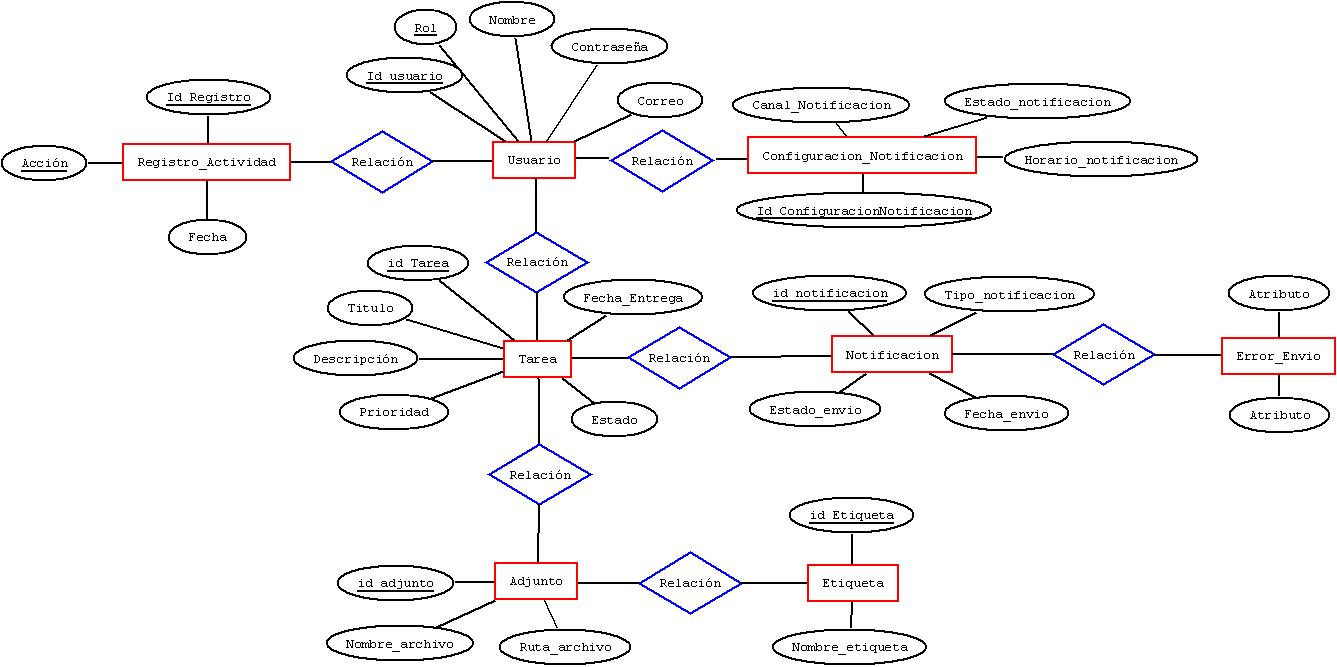 Rol
Nombre
Contraseña
Id usuario
Correo
Id Registro
Canal_Notificacion
Estado_notificacion
Acción
Registro_Actividad
Relación
Usuario
Relación
Configuracion_Notificacion
Horario_notificacion
Id ConfiguracionNotificacion
Fecha
id Tarea
Relación
Fecha_Entrega
id notificacion
Tipo_notificacion
Atributo
Titulo
Descripción
Tarea
Relación
Notificacion
Relación
Error_Envio
Prioridad
Estado
Estado_envio
Fecha_envio
Atributo
Relación
id Etiqueta
id adjunto
Adjunto
Relación
Etiqueta
Nombre_archivo
Ruta_archivo
Nombre_etiqueta